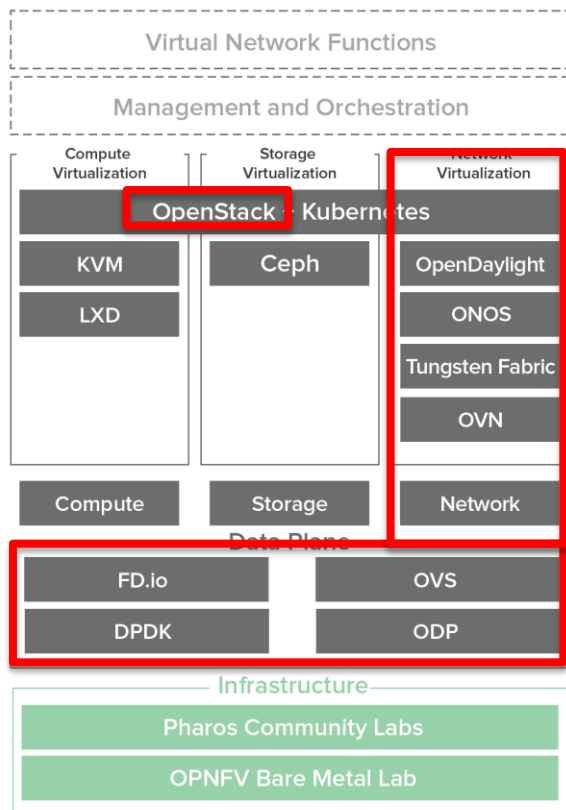 Virtual Network Functions
Management and Orchestration
Compute
Virtualization
Storage
Virtualization
Network
Virtualization
OpenStack + Kubernetes
KVM
Ceph
OpenDaylight
LXD
ONOS
Tungsten Fabric
OVN
Compute
Storage
Network
Data Plane
FD.io
OVS
DPDK
ODP
Infrastructure
Pharos Community Labs
OPNFV Bare Metal Lab